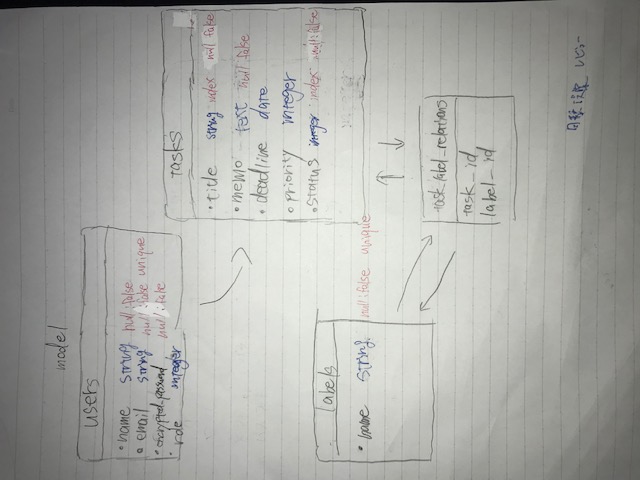 model
users
・name string null:false
・email string null:false unique
・encrypted_password null:false
・role integer
tasks
・title string index null false
・memo text null false
・deadline date
・priority integer
・status integer index null:false
labels
・name string null:false unique
task_label_relations
task_id
label_id
レビュー